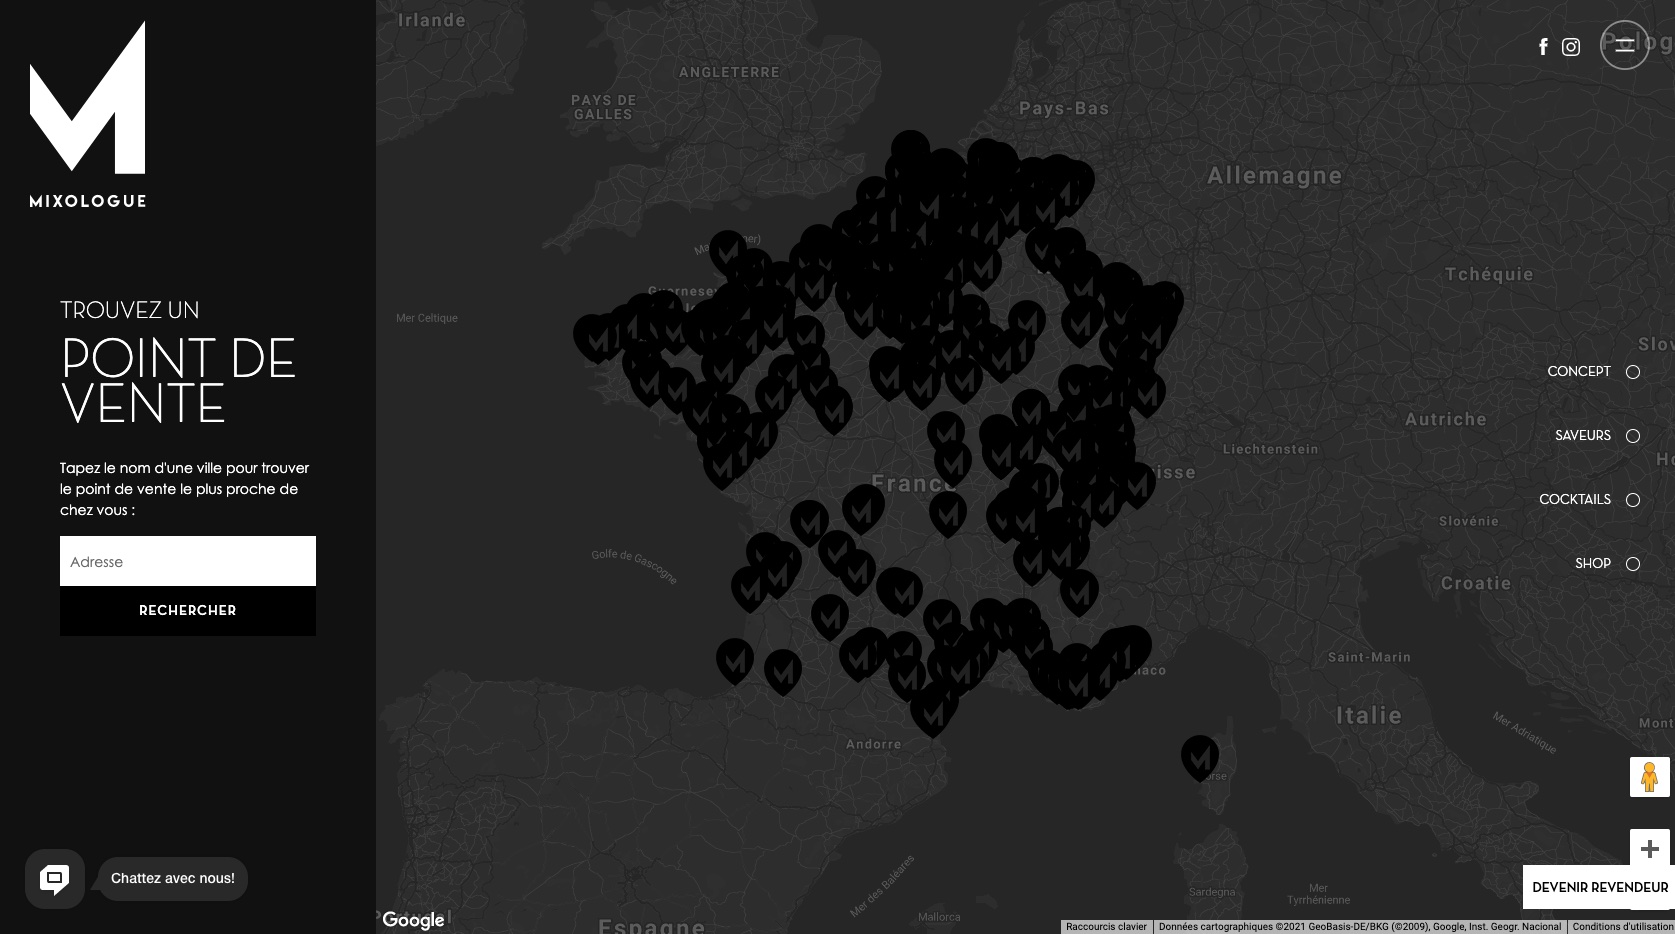 MIXOLOGUE
TROUVEZ UN
POINT DE
VENTE
Tapez le nom d'une ville pour trouver
le point de vente le plus proche de
chez vous :
Adresse
RECHERCHER
Chattez avec nous!
Irlande
ANGLETERRE
PAYS DE
GALLES
Pays-Bas
Allemagne
Tchéquie
Mer Celtique
Autriche
Liechtenstein
France
Slovénie
Golfe de Gascogne
Croatie
Saint-Marin
Italie
Mer Adriatique
Andorre
Mer des Baléares
Sardegna
Mer
Tyrrhénienne
Mallorca
Espagne
CONCEPT
SAVEURS
COCKTAILS
SHOP
DEVENIR REVENDEUR
Google
Raccourcis clavier
Données cartographiques ©2021 GeoBasis-DE/BKG (©2009), Google, Inst. Geogr. Nacional
Conditions d'utilisation